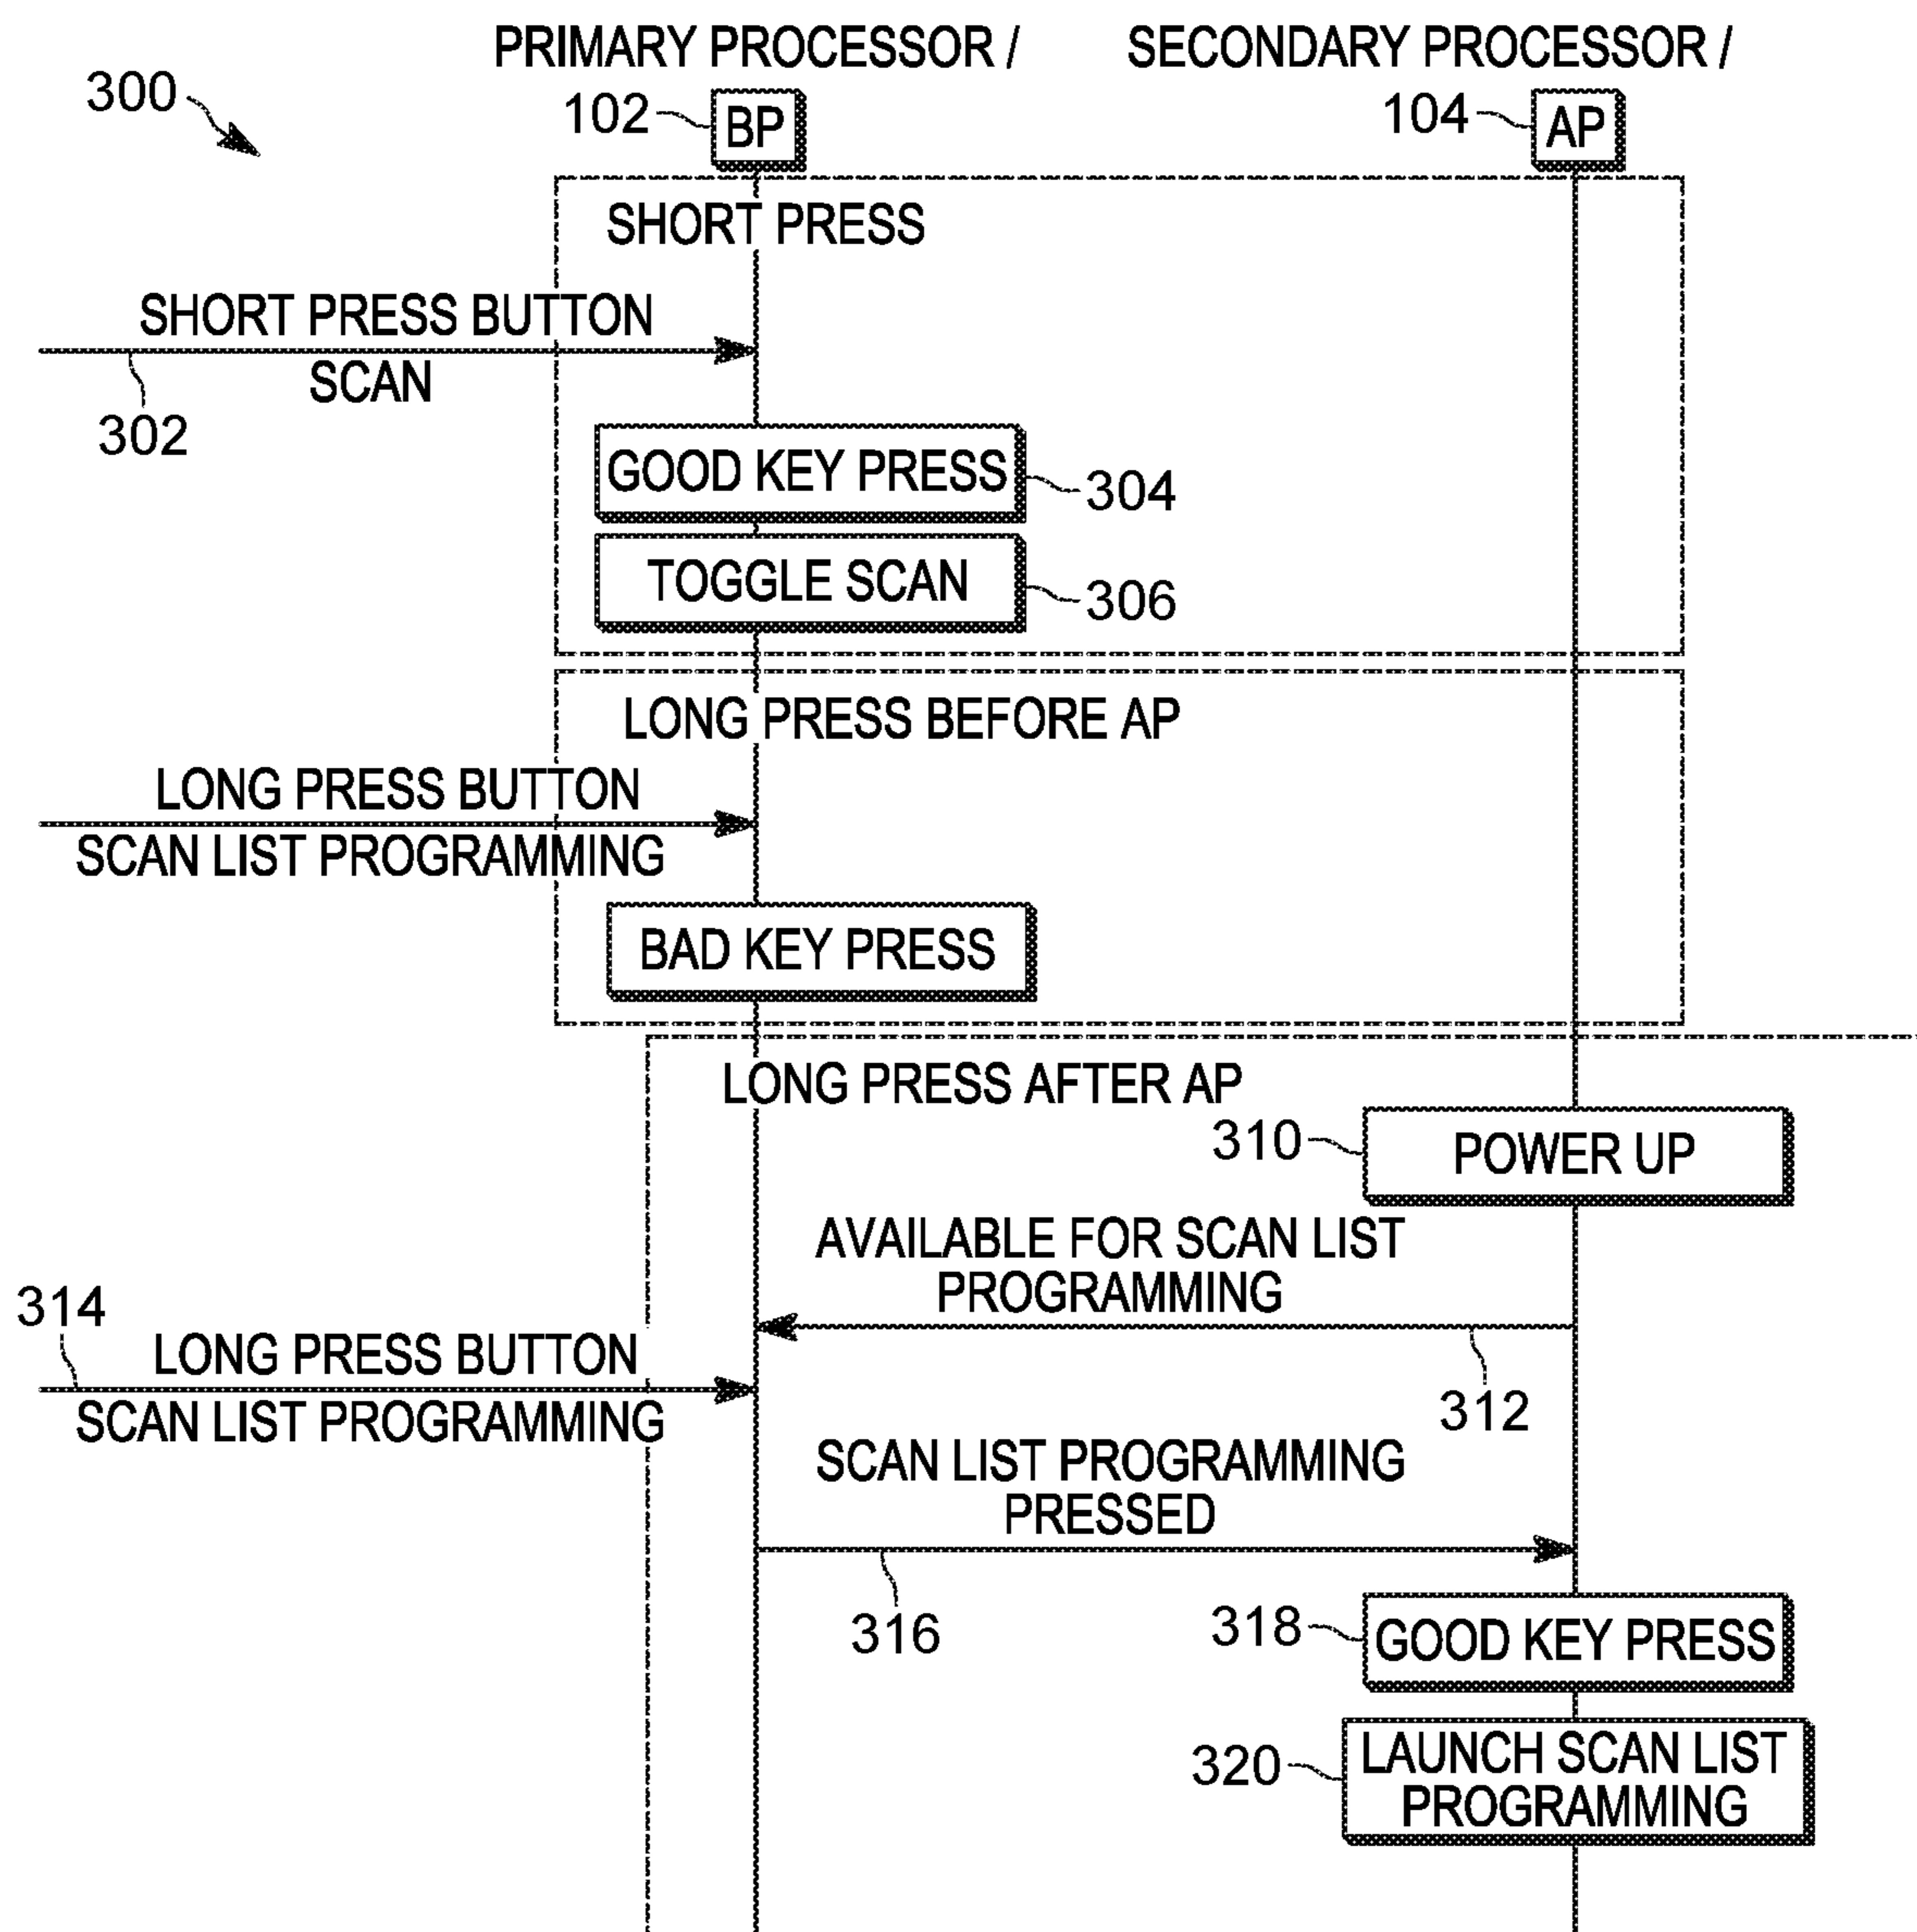 PRIMARY PROCESSOR /
SECONDARY PROCESSOR /
300
102
BP
104
AP
SHORT PRESS
SHORT PRESS BUTTON
SCAN
302
GOOD KEY PRESS
304
TOGGLE SCAN
306
LONG PRESS BEFORE AP
LONG PRESS BUTTON
SCAN LIST PROGRAMMING
BAD KEY PRESS
LONG PRESS AFTER AP
310
POWER UP
AVAILABLE FOR SCAN LIST
PROGRAMMING
312
314
LONG PRESS BUTTON
SCAN LIST PROGRAMMING
SCAN LIST PROGRAMMING
PRESSED
316
318
GOOD KEY PRESS
320
LAUNCH SCAN LIST
PROGRAMMING